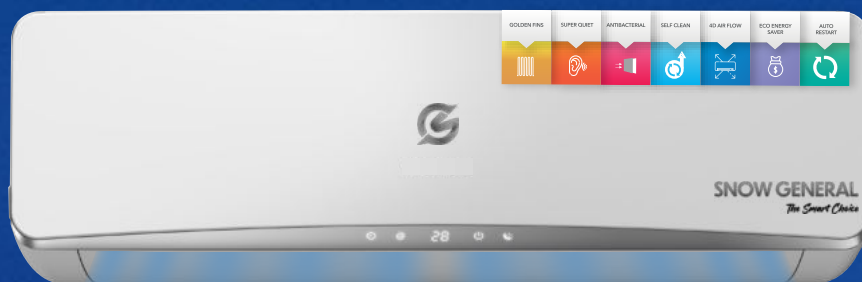 GOLDEN FINS
SUPER QUIET
ANTIBACTERIAL
SELF CLEAN
4D AIR FLOW
ECO ENERGY
SAVER
AUTO
RESTART
SNOW GENERAL
The Smart Choice
28